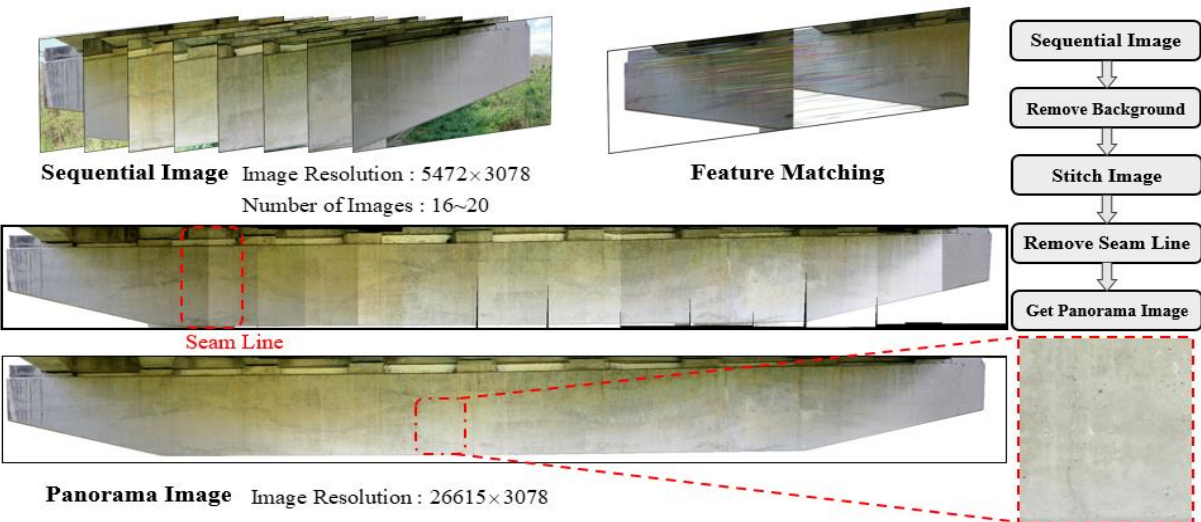 Sequential Image Image Resolution : 5472×3078
Number of Images : 16~20
Feature Matching
Sequential Image
Remove Background
Stitch Image
Remove Seam Line
Get Panorama Image
Seam Line
Panorama Image Image Resolution : 26615×3078